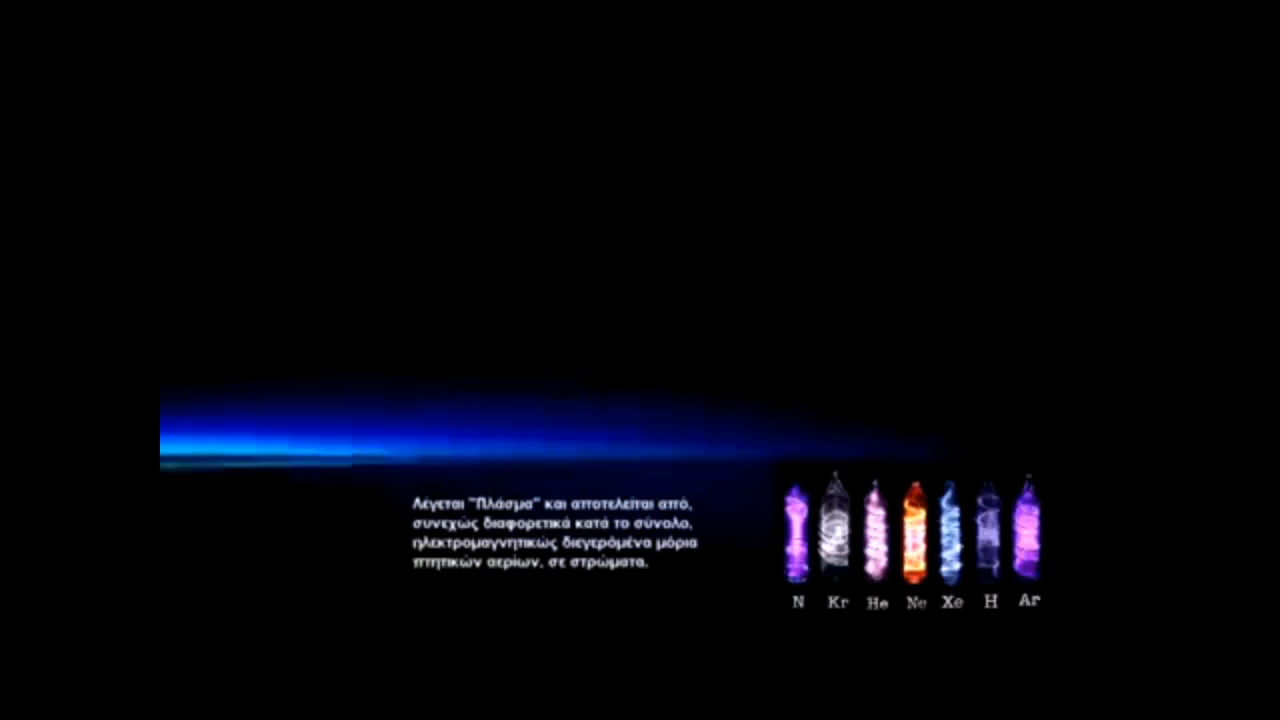 Λέγεται "Πλάσμα" και αποτελείται από,
συνεχώς διαφορετικά κατά το σύνολο,
ηλεκτρομαγνητικώς διεγερόμένα μόρια
πτητικών αερίων, σε στρώματα.
N Kr He Ne Xe H Ar